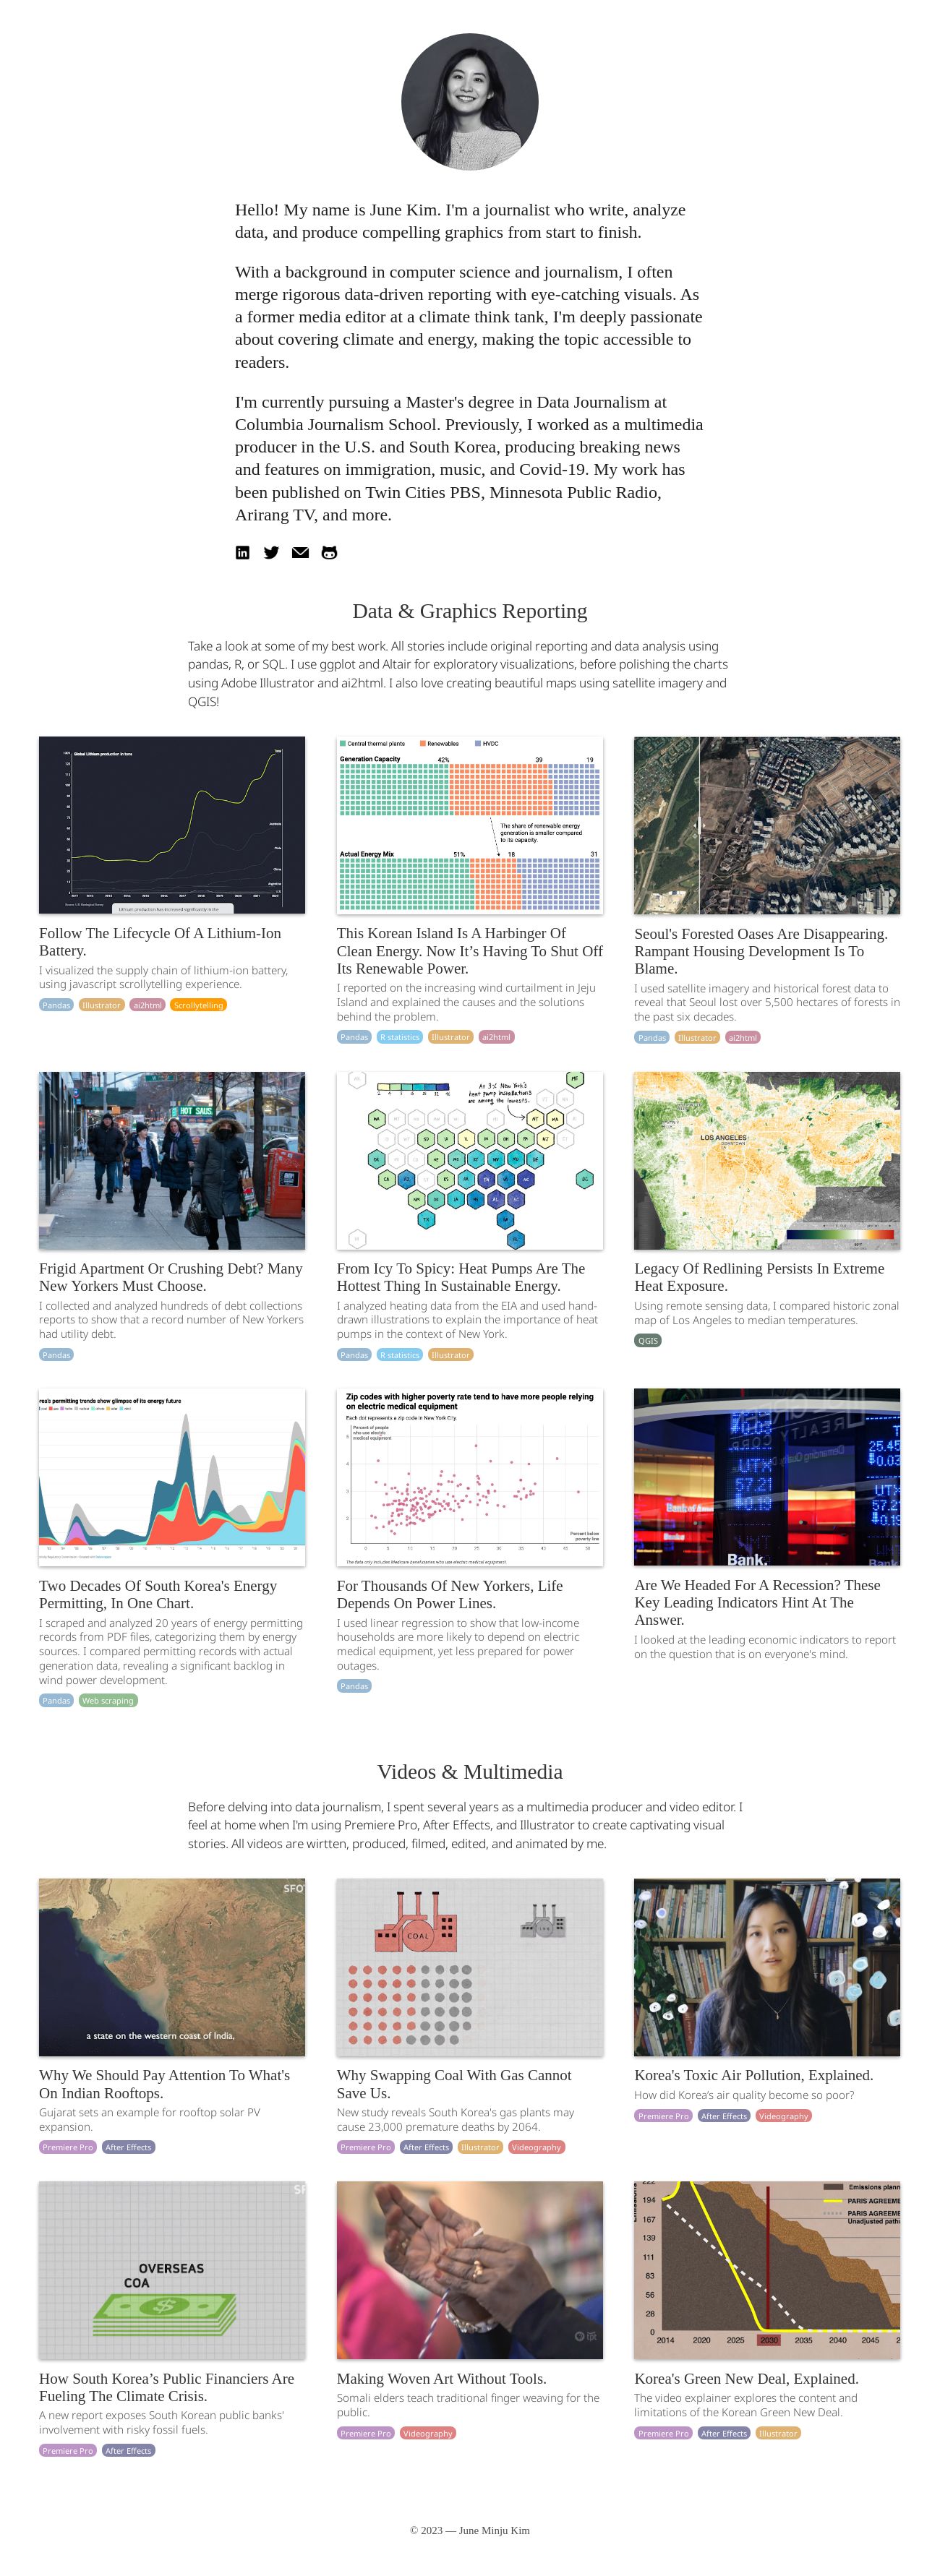 Hello! My name is June Kim. I'm a journalist who write, analyze
data, and produce compelling graphics from start to finish.
With a background in computer science and journalism, I often
merge rigorous data-driven reporting with eye-catching visuals. As
a former media editor at a climate think tank, I'm deeply passionate
about covering climate and energy, making the topic accessible to
readers.
I'm currently pursuing a Master's degree in Data Journalism at
Columbia Journalism School. Previously, I worked as a multimedia
producer in the U.S. and South Korea, producing breaking news
and features on immigration, music, and Covid-19. My work has
been published on Twin Cities PBS, Minnesota Public Radio,
Arirang TV, and more.
Data & Graphics Reporting
Take a look at some of my best work. All stories include original reporting and data analysis using
pandas, R, or SQL. I use ggplot and Altair for exploratory visualizations, before polishing the charts
using Adobe Illustrator and ai2html. I also love creating beautiful maps using satellite imagery and
QGIS!
Global Lithium production in tons
Lithium production has increased significantly in the
Follow The Lifecycle Of A Lithium-Ion
Battery.
I visualized the supply chain of lithium-ion battery,
using javascript scrollytelling experience.
Pandas Illustrator ai2html Scrollytelling
Central thermal plants Renewables HVDC
Generation Capacity 42% 39 19
The share of renewable energy
generation is smaller compared
to its capacity.
Actual Energy Mix 51% 18 31
This Korean Island Is A Harbinger Of
Clean Energy. Now It’s Having To Shut Off
Its Renewable Power.
I reported on the increasing wind curtailment in Jeju
Island and explained the causes and the solutions
behind the problem.
Pandas R statistics Illustrator ai2html
Seoul's Forested Oases Are Disappearing.
Rampant Housing Development Is To
Blame.
I used satellite imagery and historical forest data to
reveal that Seoul lost over 5,500 hectares of forests in
the past six decades.
Pandas Illustrator ai2html
HOT SAUS
Frigid Apartment Or Crushing Debt? Many
New Yorkers Must Choose.
I collected and analyzed hundreds of debt collections
reports to show that a record number of New Yorkers
had utility debt.
Pandas
At 3%, New York's
heat pump installations
are among the lowests.
From Icy To Spicy: Heat Pumps Are The
Hottest Thing In Sustainable Energy.
I analyzed heating data from the EIA and used hand-
drawn illustrations to explain the importance of heat
pumps in the context of New York.
Pandas R statistics Illustrator
LOS ANGELES
DOWNTOWN
Legacy Of Redlining Persists In Extreme
Heat Exposure.
Using remote sensing data, I compared historic zonal
map of Los Angeles to median temperatures.
QGIS
rea's permitting trends show glimpse of its energy future
Two Decades Of South Korea's Energy
Permitting, In One Chart.
I scraped and analyzed 20 years of energy permitting
records from PDF files, categorizing them by energy
sources. I compared permitting records with actual
generation data, revealing a significant backlog in
wind power development.
Pandas Web scraping
Zip codes with higher poverty rate tend to have more people relying
on electric medical equipment
Each dot represents a zip code in New York City.
Percent of people
who use electric
medical equipment
Percent below
poverty line
The data only includes Medicare beneficiaries who use electric medical equipment
For Thousands Of New Yorkers, Life
Depends On Power Lines.
I used linear regression to show that low-income
households are more likely to depend on electric
medical equipment, yet less prepared for power
outages.
Pandas
0.03
UTX
57.21
0.19
25.45
0.03
UTX
57.21
0.19
Bank.
Bank
Are We Headed For A Recession? These
Key Leading Indicators Hint At The
Answer.
I looked at the leading economic indicators to report
on the question that is on everyone's mind.
Videos & Multimedia
Before delving into data journalism, I spent several years as a multimedia producer and video editor. I
feel at home when I'm using Premiere Pro, After Effects, and Illustrator to create captivating visual
stories. All videos are wirtten, produced, filmed, edited, and animated by me.
SFO
a state on the western coast of India,
Why We Should Pay Attention To What's
On Indian Rooftops.
Gujarat sets an example for rooftop solar PV
expansion.
Premiere Pro After Effects
COAL
Why Swapping Coal With Gas Cannot
Save Us.
New study reveals South Korea's gas plants may
cause 23,000 premature deaths by 2064.
Premiere Pro After Effects Illustrator Videography
Korea's Toxic Air Pollution, Explained.
How did Korea’s air quality become so poor?
Premiere Pro After Effects Videography
SF
OVERSEAS
COA
How South Korea’s Public Financiers Are
Fueling The Climate Crisis.
A new report exposes South Korean public banks'
involvement with risky fossil fuels.
Premiere Pro After Effects
Making Woven Art Without Tools.
Somali elders teach traditional finger weaving for the
public.
Premiere Pro Videography
222
194
167
139
111
83
56
28
0
2014 2020 2025 2030 2035 2040 2045
Emissions plann
PARIS AGREEME
PARIS AGREEME
Unadjusted path
Korea's Green New Deal, Explained.
The video explainer explores the content and
limitations of the Korean Green New Deal.
Premiere Pro After Effects Illustrator
© 2023 — June Minju Kim